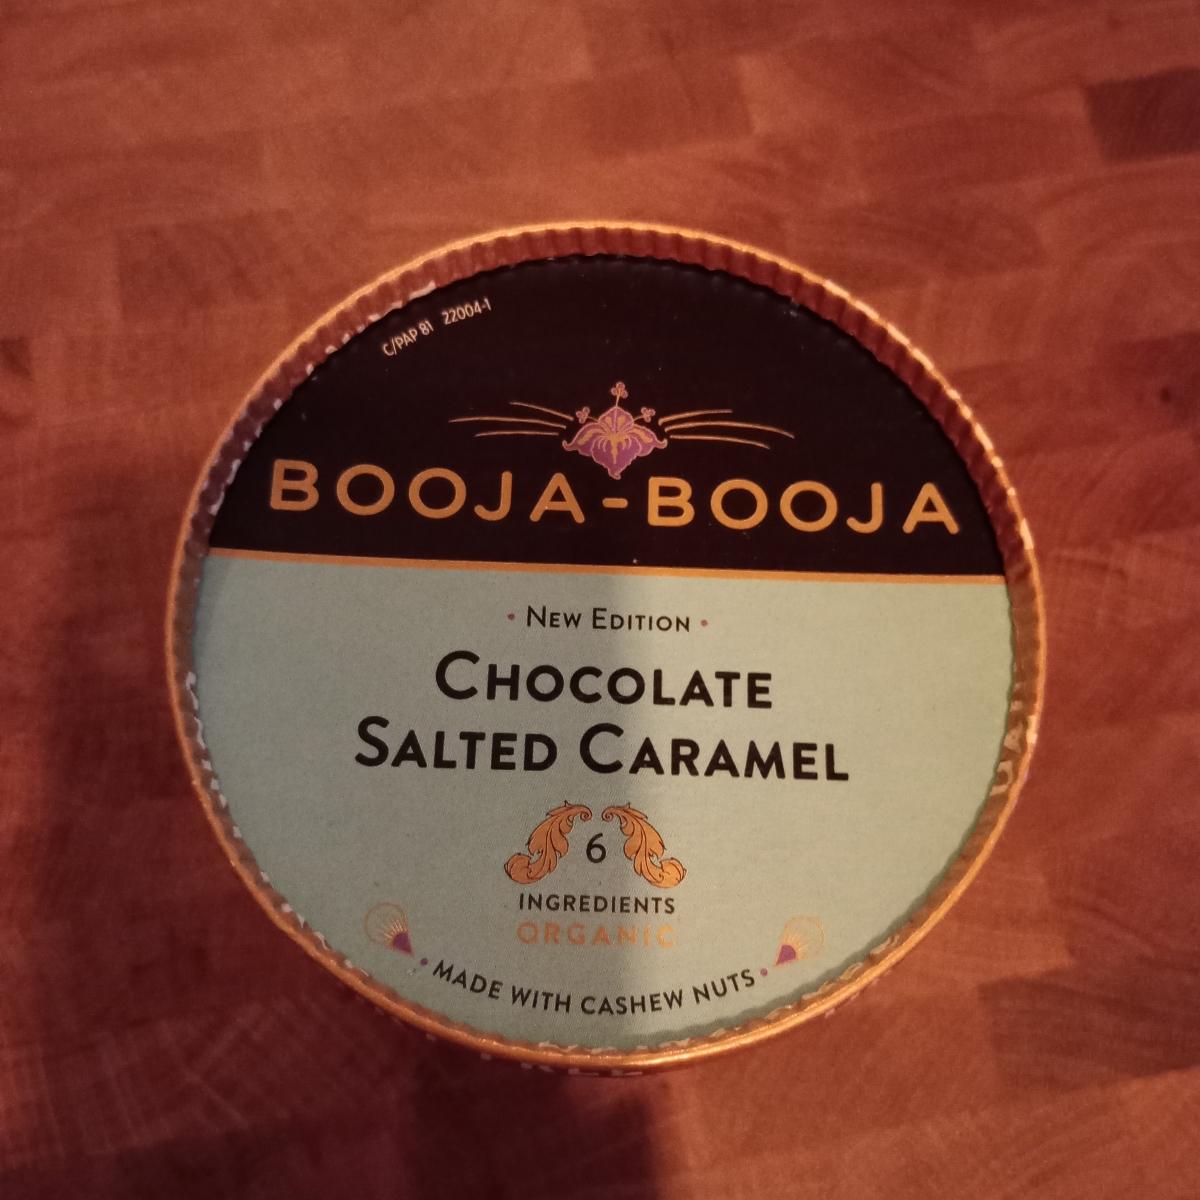 C/PAP 81 22004-1
BOOJA-BOOJA
• NEW EDITION •
CHOCOLATE
SALTED CARAMEL
6
INGREDIENTS
ORGANIC
• MADE WITH CASHEW NUTS •